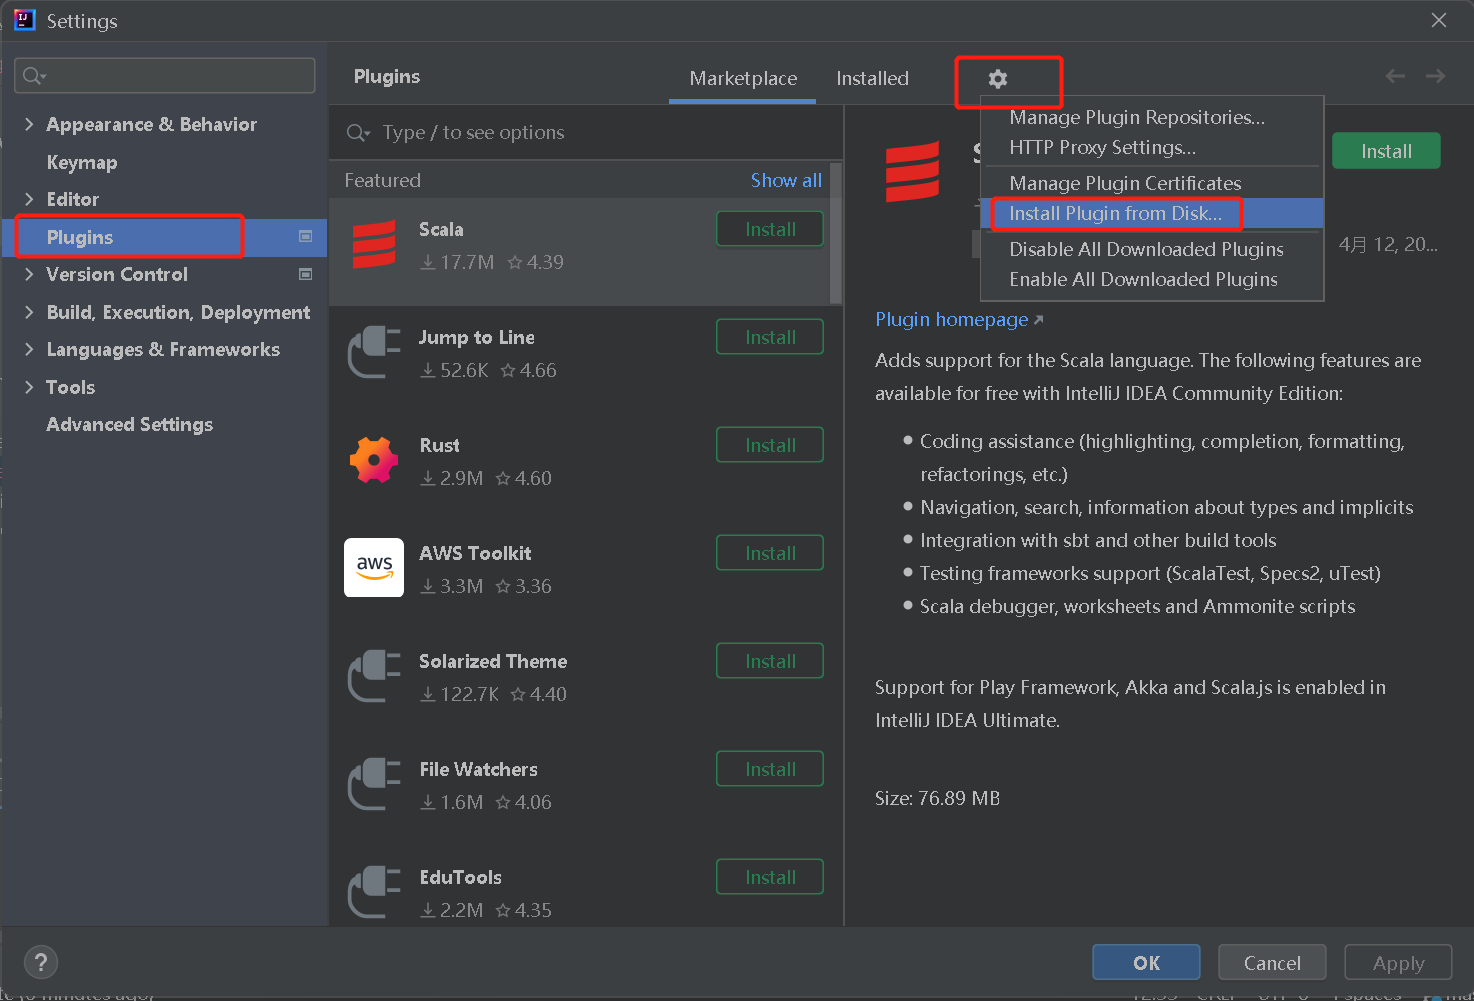 Settings
Plugins
Marketplace
Installed
Appearance & Behavior
Keymap
Editor
Plugins
Version Control
Build, Execution, Deployment
Languages & Frameworks
Tools
Advanced Settings
Type / to see options
Featured
Show all
Scala
Install
17.7M
4.39
Jump to Line
Install
52.6K
4.66
Rust
Install
2.9M
4.60
aws
AWS Toolkit
Install
3.3M
3.36
Solarized Theme
Install
122.7K
4.40
File Watchers
Install
1.6M
4.06
EduTools
Install
2.2M
4.35
Manage Plugin Repositories...
HTTP Proxy Settings...
Manage Plugin Certificates
Install Plugin from Disk...
Disable All Downloaded Plugins
Enable All Downloaded Plugins
Install
4月 12, 20...
Plugin homepage
Adds support for the Scala language. The following features are
available for free with IntelliJ IDEA Community Edition:
Coding assistance (highlighting, completion, formatting,
refactorings, etc.)
Navigation, search, information about types and implicits
Integration with sbt and other build tools
Testing frameworks support (ScalaTest, Specs2, uTest)
Scala debugger, worksheets and Ammonite scripts
Support for Play Framework, Akka and Scala.js is enabled in
IntelliJ IDEA Ultimate.
Size: 76.89 MB
?
OK
Cancel
Apply